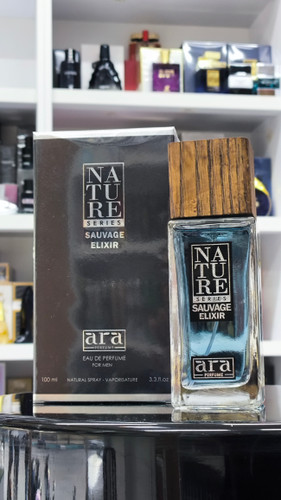 NA
TU
RE
SERIES
SAUVAGE
ELIXIR
ara
PERFUME
EAU DE PERFUME
FOR MEN
100 ml NATURAL SPRAY - VAPORISATEUR 3.3 fl.oz
NA
TU
RE
SERIES
SAUVAGE
ELIXIR
ara
PERFUME